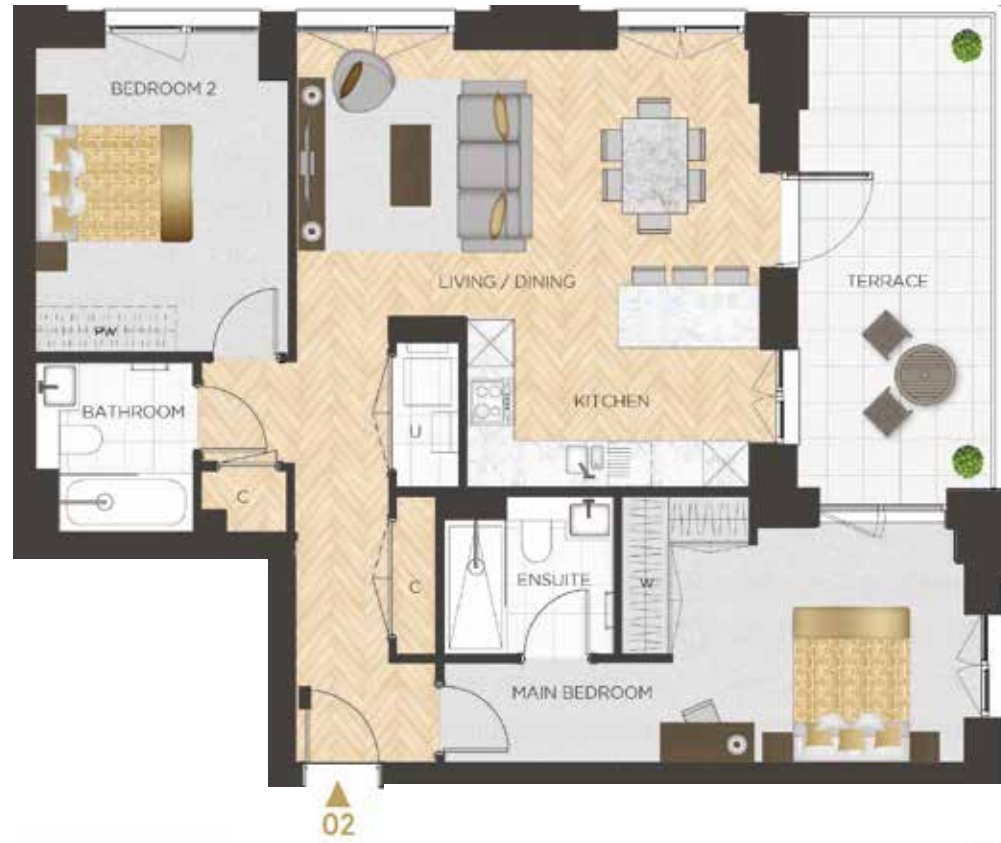 BEDROOM 2
LIVING / DINING
TERRACE
PW
BATHROOM
KITCHEN
U
C
ENSUITE
W
C
MAIN BEDROOM
02